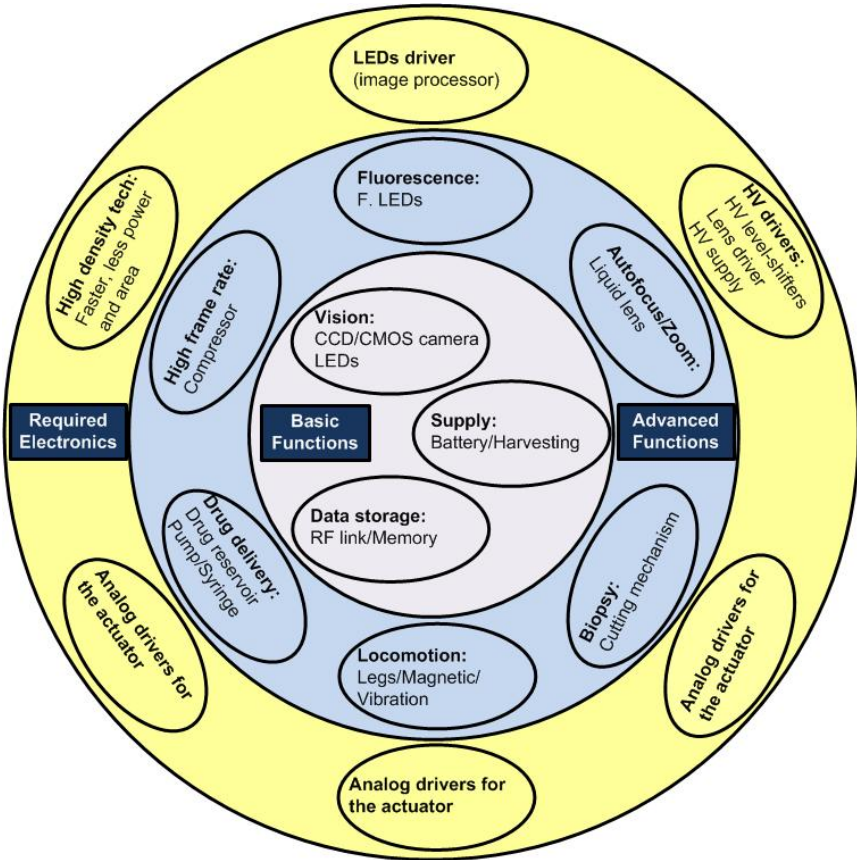 LEDs driver
(image processor)
High density tech:
Faster, less power
and area
HV drivers:
HV level-shifters
Lens driver
HV supply
Fluorescence:
F. LEDs
High frame rate:
Compressor
Autofocus/Zoom:
Liquid lens
Vision:
CCD/CMOS camera
LEDs
Required
Electronics
Basic
Functions
Supply:
Battery/Harvesting
Advanced
Functions
Data storage:
RF link/Memory
Drug delivery:
Drug reservoir
Pump/Syringe
Biopsy:
Cutting mechanism
Locomotion:
Legs/Magnetic/
Vibration
Analog drivers for
the actuator
Analog drivers for
the actuator
Analog drivers for
the actuator